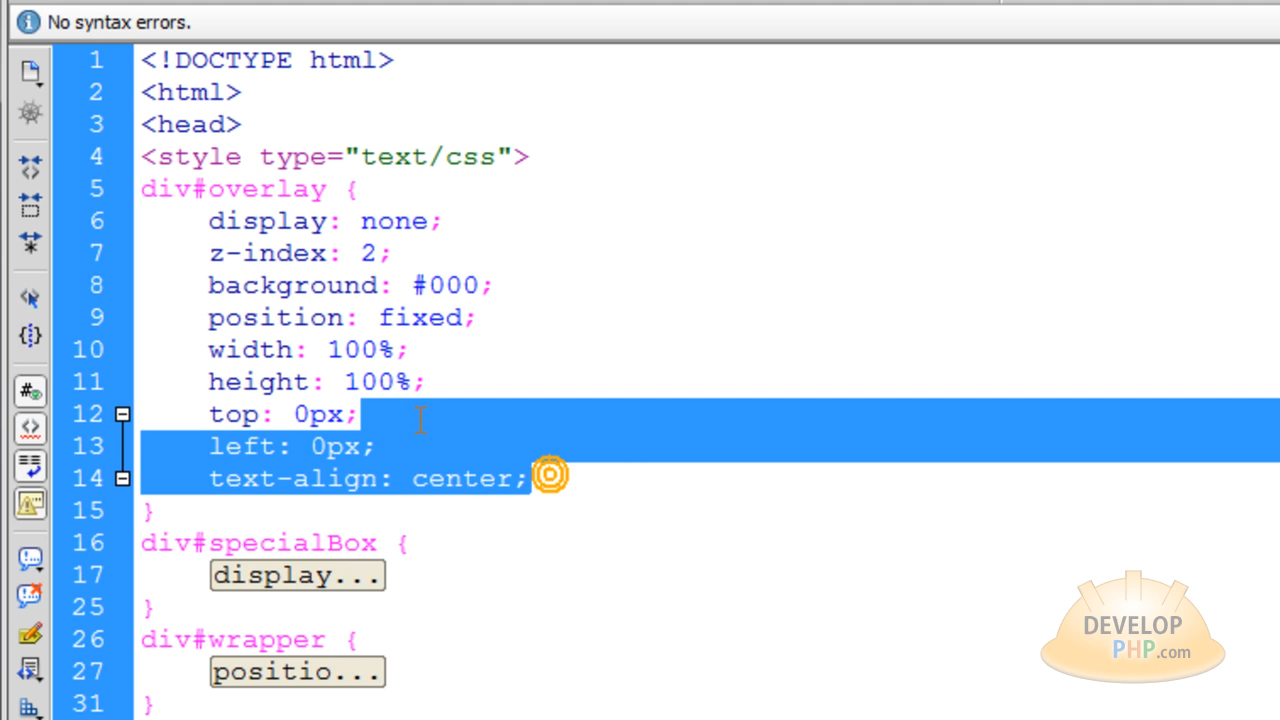 No syntax errors.
1 <!DOCTYPE html>
2 <html>
3 <head>
4 <style type="text/css">
5 div#overlay {
6 display: none;
7 z-index: 2;
8 background: #000;
9 position: fixed;
10 width: 100%;
11 height: 100%;
12 top: 0px;
13 left: 0px;
14 text-align: center;
15 }
16 div#specialBox {
17 display...
25 }
26 div#wrapper {
27 positio...
31 }
DEVELOP
PHP.com